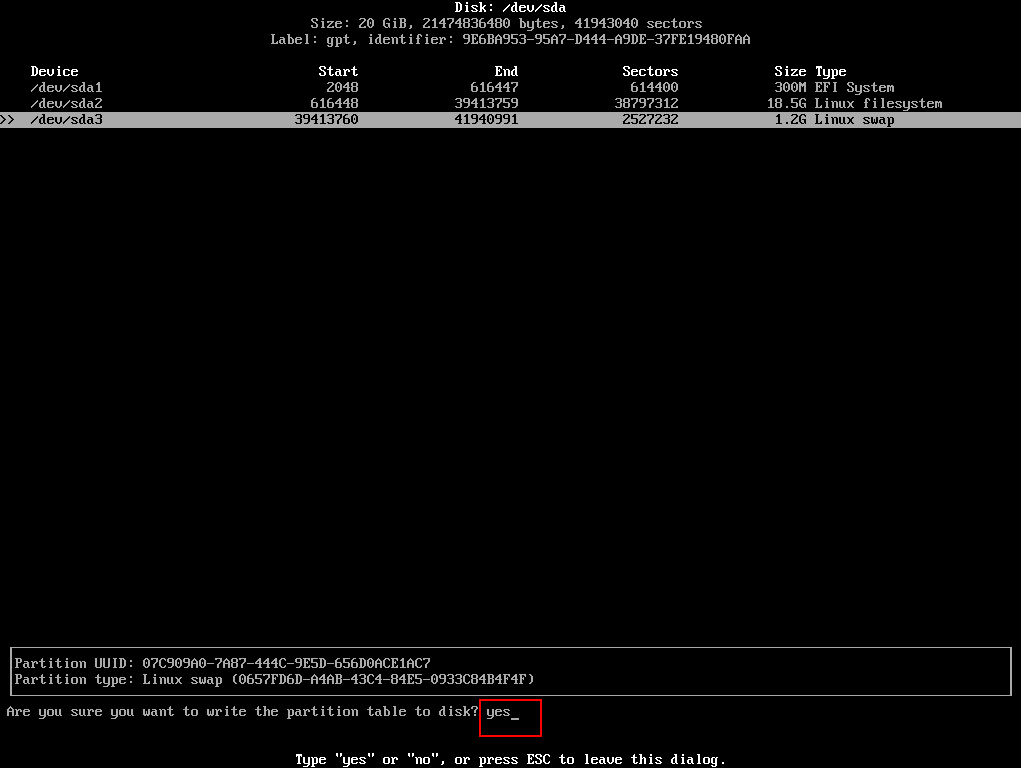 Disk: /dev/sda
Size: 20 GiB, 21474836480 bytes, 41943040 sectors
Label: gpt, identifier: 9E6BA953-95A7-D444-A9DE-37FE19480FAA
Device Start End Sectors Size Type
/dev/sda1 2048 616447 614400 300M EFI System
/dev/sda2 616448 39413759 38797312 18.5G Linux filesystem
>> /dev/sda3 39413760 41940991 2527232 1.2G Linux swap
Partition UUID: 07C909A0-7A87-444C-9E5D-656D0ACE1AC7
Partition type: Linux swap (0657FD6D-A4AB-43C4-84E5-0933C84B4F4F)
Are you sure you want to write the partition table to disk? yes_
Type "yes" or "no", or press ESC to leave this dialog.